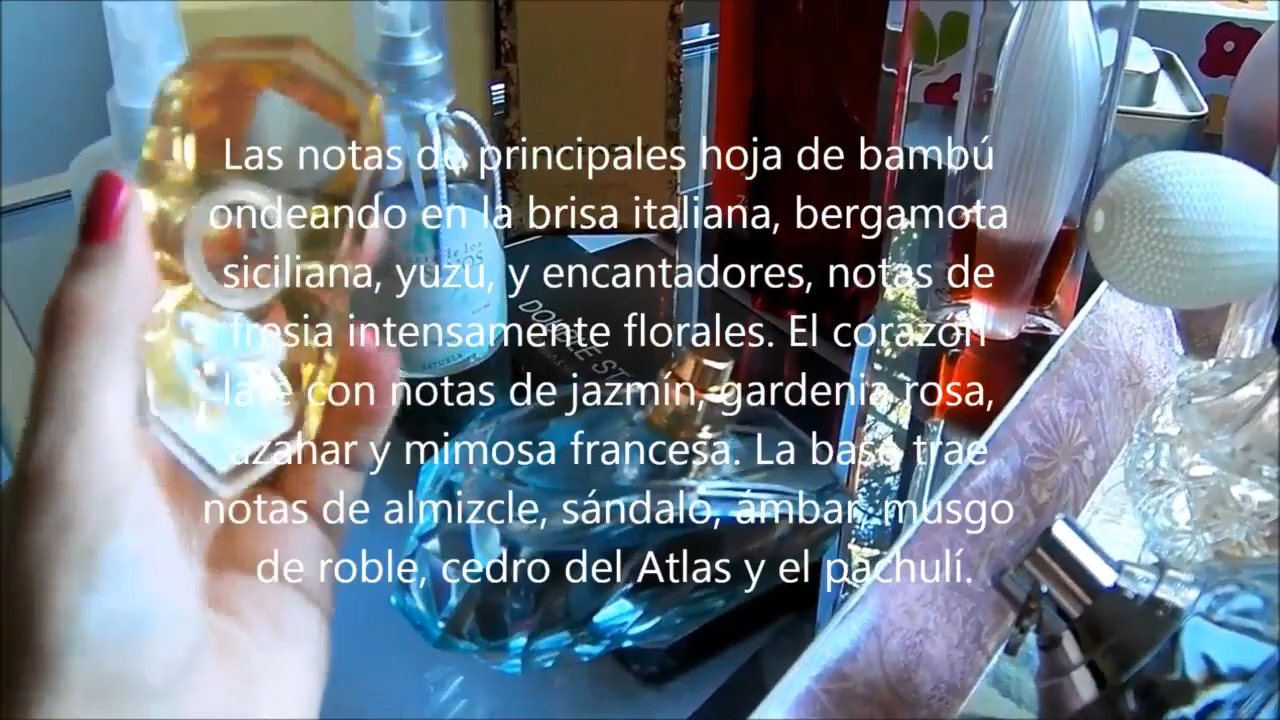 Las notas de principales hoja de bambú
ondeando en la brisa italiana, bergamota
siciliana, yuzu, y encantadores, notas de
fresia intensamente florales. El corazón
late con notas de jazmín, gardenia rosa,
azahar y mimosa francesa. La base trae
notas de almizcle, sándalo, ámbar, musgo
de roble, cedro del Atlas y el pachulí.
DOLCE